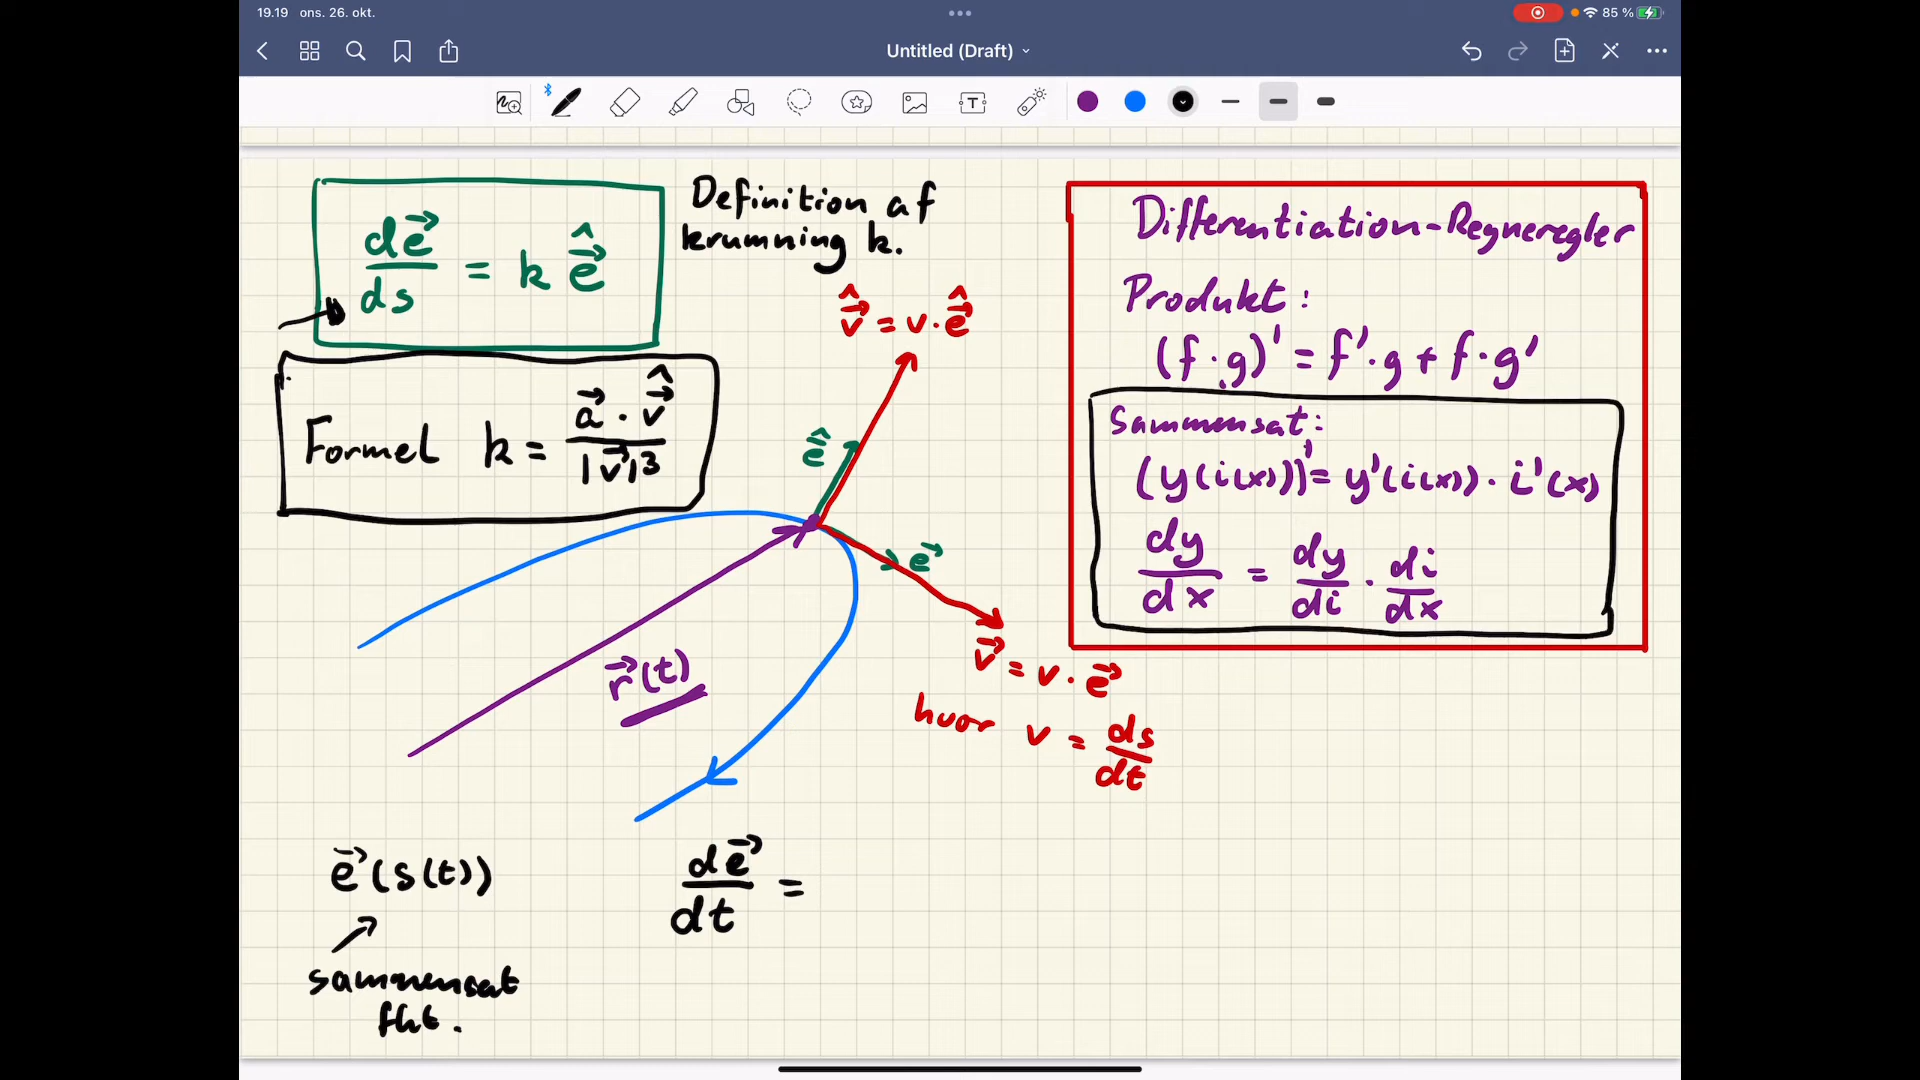 19.19 ons. 26. okt.
85 %
Untitled (Draft)
T
de⃗/ds = k ê⃗
Definition af
krumning k.
Formel k = a⃗ · v̂⃗ / |v⃗|³
v̂⃗ = v · ê⃗
ê⃗
e⃗
v⃗ = v · e⃗
hvor v = ds/dt
r⃗(t)
Differentiation-Regneregler
Produkt:
(f·g)' = f'·g + f·g'
Sammensat:
(y(i(x)))' = y'(i(x)) · i'(x)
dy/dx = dy/di · di/dx
e⃗(s(t))
sammensat
fkt.
de⃗/dt =